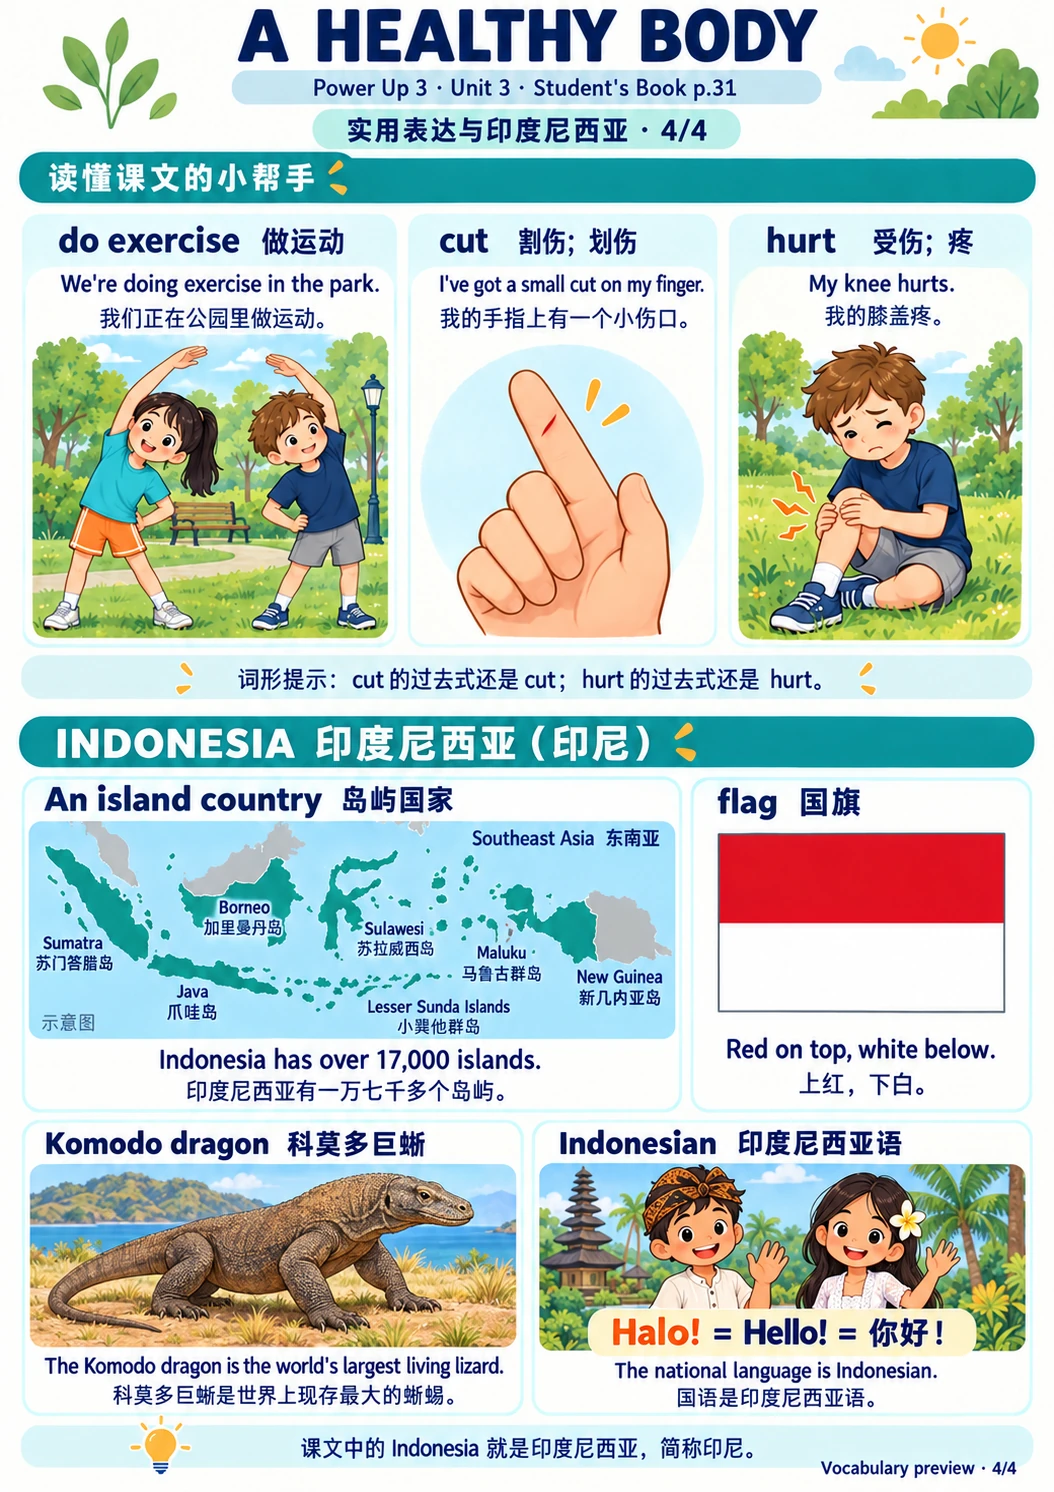 A HEALTHY BODY
Power Up 3 · Unit 3 · Student's Book p.31
实用表达与印度尼西亚 · 4/4
读懂课文的小帮手
do exercise 做运动
We're doing exercise in the park.
我们正在公园里做运动。
cut 割伤；划伤
I've got a small cut on my finger.
我的手指上有一个小伤口。
hurt 受伤；疼
My knee hurts.
我的膝盖疼。
词形提示：cut 的过去式还是 cut；hurt 的过去式还是 hurt。
INDONESIA 印度尼西亚（印尼）
An island country 岛屿国家
Southeast Asia 东南亚
Borneo
加里曼丹岛
Sumatra
苏门答腊岛
Sulawesi
苏拉威西岛
Maluku
马鲁古群岛
New Guinea
新几内亚岛
Java
爪哇岛
Lesser Sunda Islands
小巽他群岛
示意图
Indonesia has over 17,000 islands.
印度尼西亚有一万七千多个岛屿。
flag 国旗
Red on top, white below.
上红，下白。
Komodo dragon 科莫多巨蜥
The Komodo dragon is the world's largest living lizard.
科莫多巨蜥是世界上现存最大的蜥蜴。
Indonesian 印度尼西亚语
Halo! = Hello! = 你好！
The national language is Indonesian.
国语是印度尼西亚语。
课文中的 Indonesia 就是印度尼西亚，简称印尼。
Vocabulary preview · 4/4